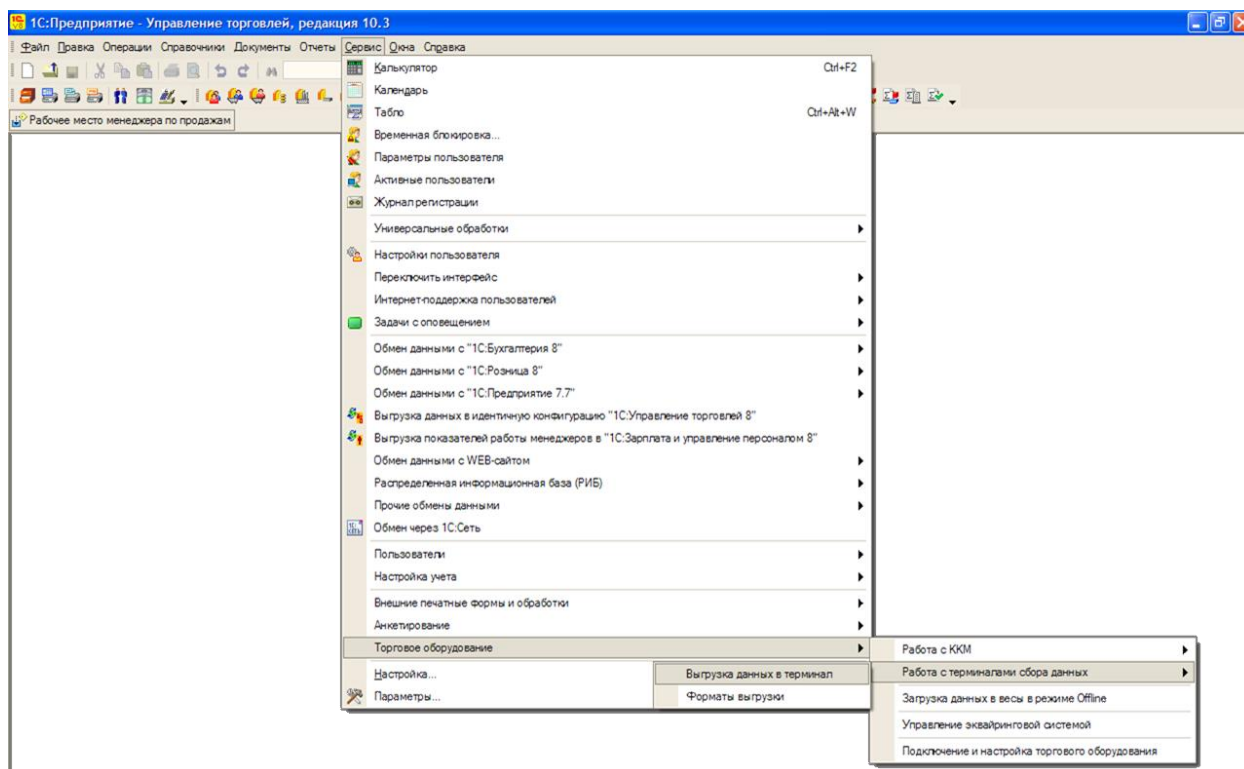 1С:Предприятие - Управление торговлей, редакция 10.3
Файл Правка Операции Справочники Документы Отчеты Сервис Окна Справка
Рабочее место менеджера по продажам
Калькулятор Ctrl+F2
Календарь
Табло Ctrl+Alt+W
Временная блокировка...
Параметры пользователя
Активные пользователи
Журнал регистрации
Универсальные обработки
Настройки пользователя
Переключить интерфейс
Интернет-поддержка пользователей
Задачи с оповещением
Обмен данными с "1С:Бухгалтерия 8"
Обмен данными с "1С:Розница 8"
Обмен данными с "1С:Предприятие 7.7"
Выгрузка данных в идентичную конфигурацию "1С:Управление торговлей 8"
Выгрузка показателей работы менеджеров в "1С:Зарплата и управление персоналом 8"
Обмен данными с WEB-сайтом
Распределенная информационная база (РИБ)
Прочие обмены данными
Обмен через 1С:Сеть
Пользователи
Настройка учета
Внешние печатные формы и обработки
Анкетирование
Торговое оборудование
Настройка...
Параметры...
Работа с ККМ
Работа с терминалами сбора данных
Загрузка данных в весы в режиме Offline
Управление эквайринговой системой
Подключение и настройка торгового оборудования
Выгрузка данных в терминал
Форматы выгрузки